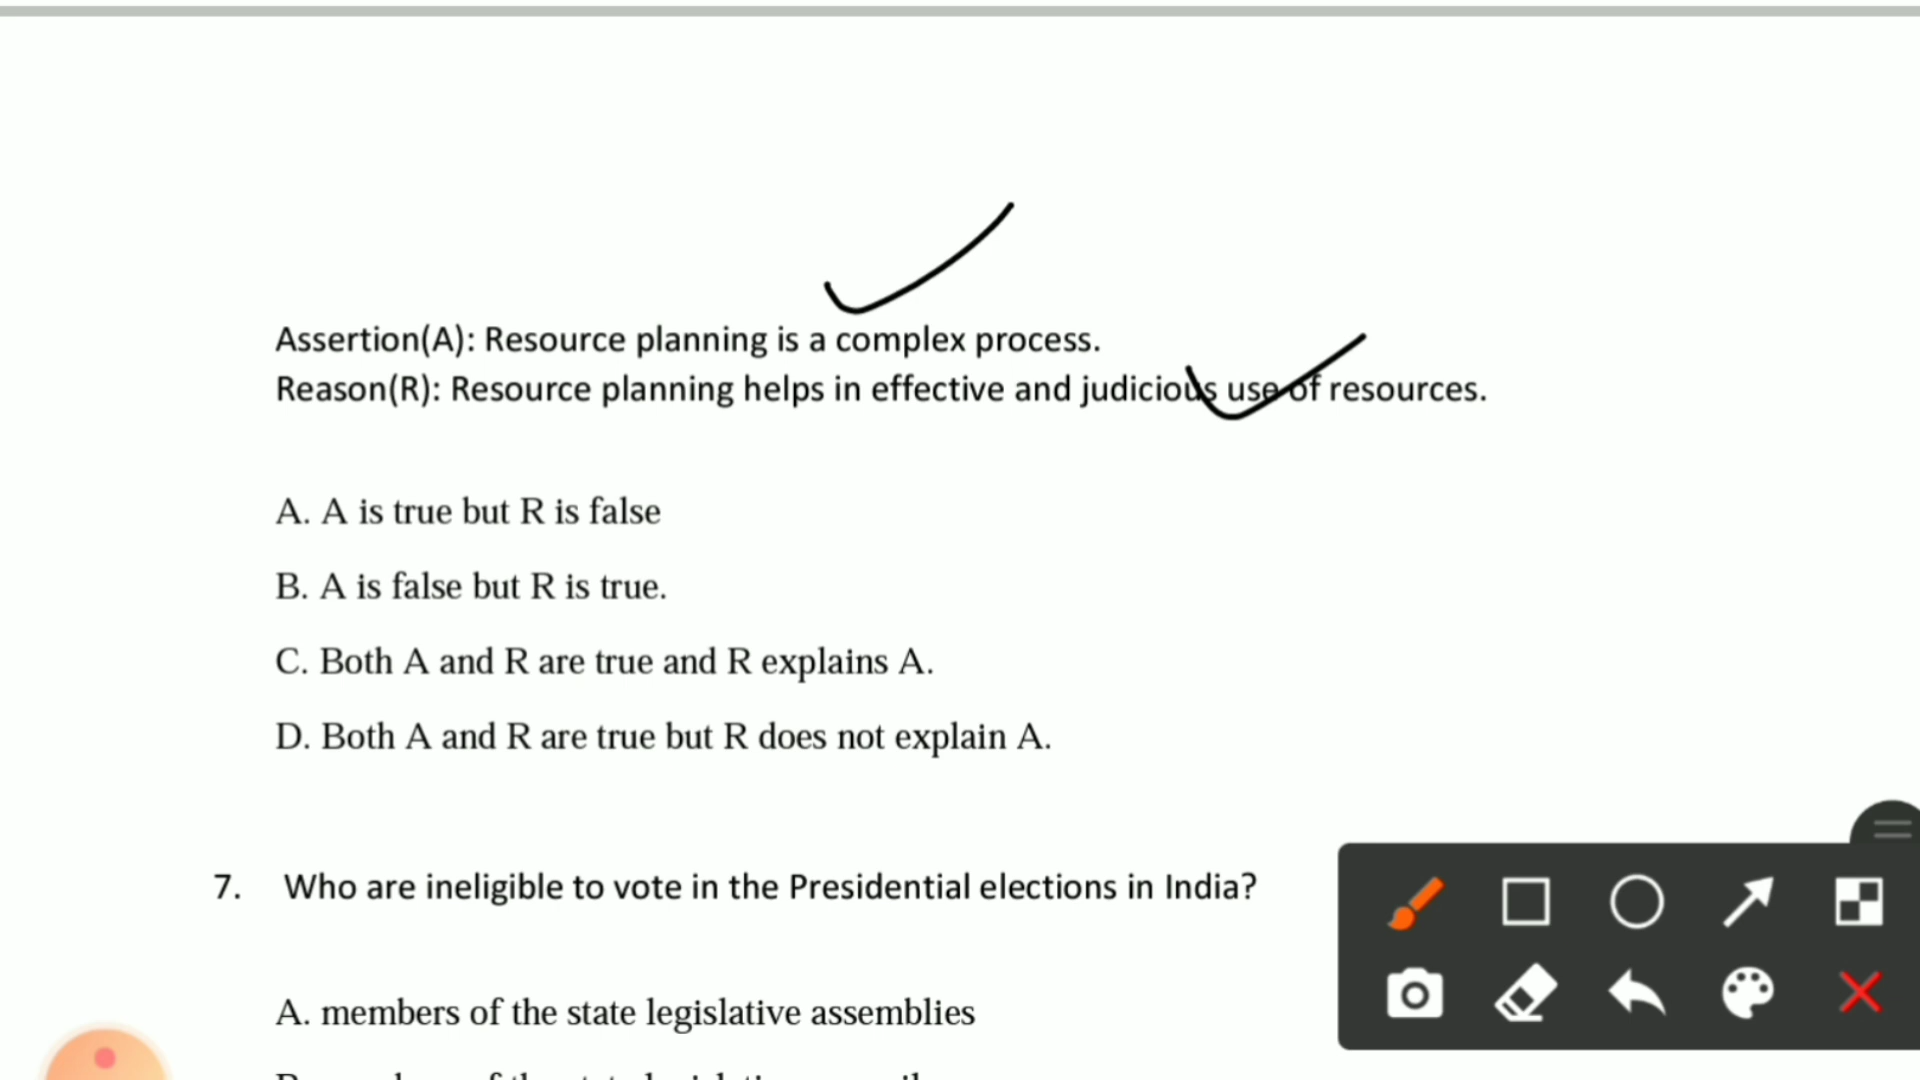 Assertion(A): Resource planning is a complex process.
Reason(R): Resource planning helps in effective and judicious use of resources.
A. A is true but R is false
B. A is false but R is true.
C. Both A and R are true and R explains A.
D. Both A and R are true but R does not explain A.
7. Who are ineligible to vote in the Presidential elections in India?
A. members of the state legislative assemblies